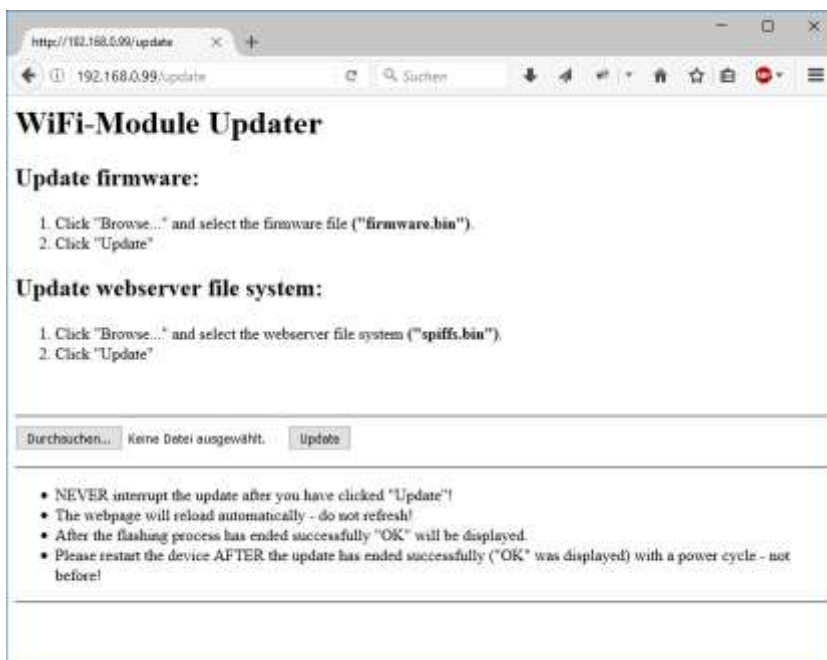 http://192.168.0.99/update
192.168.0.99/update
Suchen
WiFi-Module Updater
Update firmware:
1. Click "Browse..." and select the firmware file ("firmware.bin").
2. Click "Update"
Update webserver file system:
1. Click "Browse..." and select the webserver file system ("spiffs.bin").
2. Click "Update"
Durchsuchen... Keine Datei ausgewählt. Update
• NEVER interrupt the update after you have clicked "Update"!
• The webpage will reload automatically - do not refresh!
• After the flashing process has ended successfully "OK" will be displayed.
• Please restart the device AFTER the update has ended successfully ("OK" was displayed) with a power cycle - not
before!